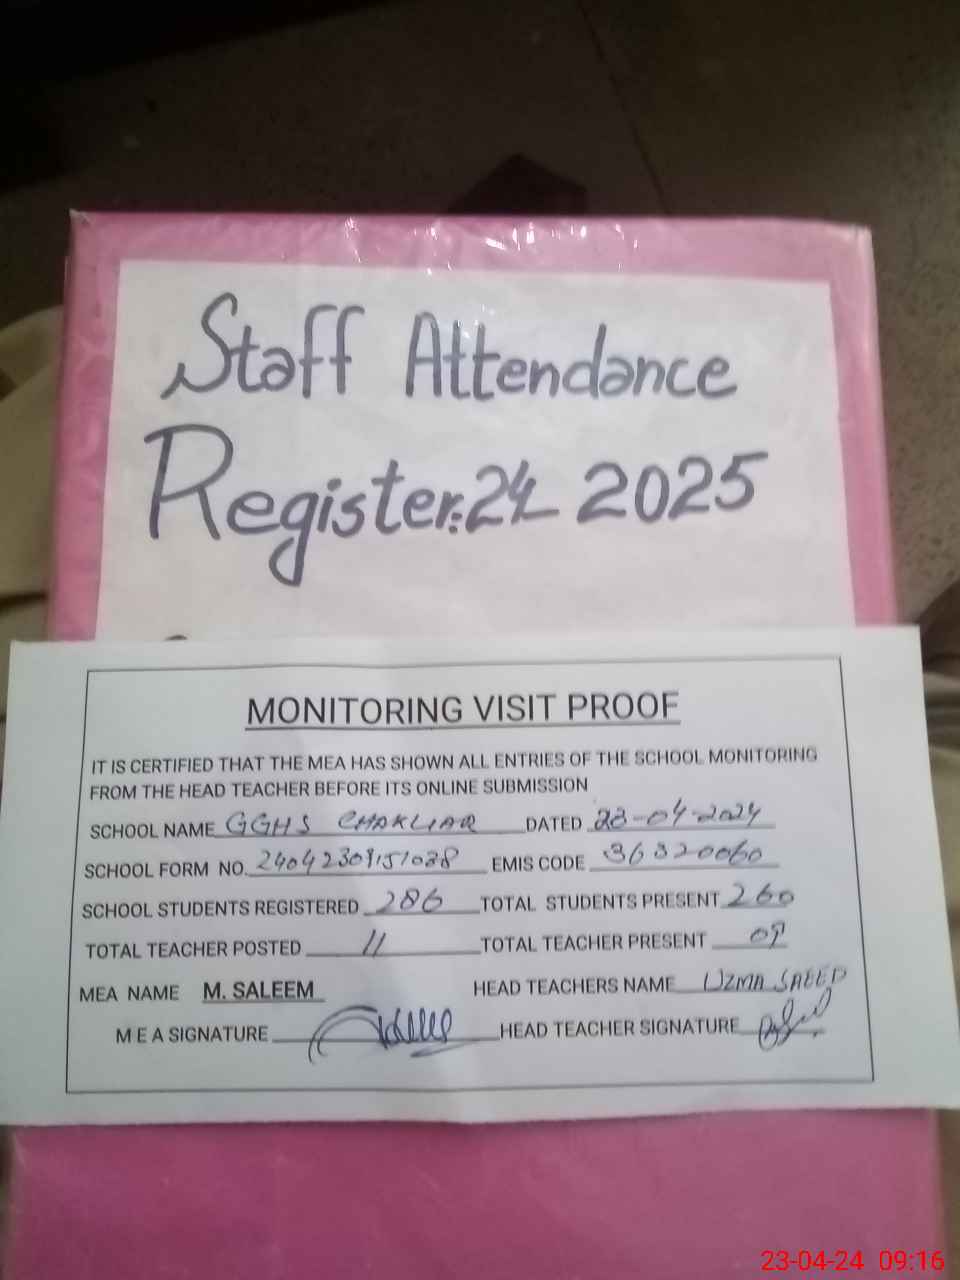 Staff Attendance
Register:24 2025
MONITORING VISIT PROOF
IT IS CERTIFIED THAT THE MEA HAS SHOWN ALL ENTRIES OF THE SCHOOL MONITORING
FROM THE HEAD TEACHER BEFORE ITS ONLINE SUBMISSION
SCHOOL NAME GGHS CHAKLIAR DATED 23-04-2024
SCHOOL FORM NO. EMIS CODE 36320060
SCHOOL STUDENTS REGISTERED 286 TOTAL STUDENTS PRESENT 260
TOTAL TEACHER POSTED 11 TOTAL TEACHER PRESENT 09
MEA NAME M. SALEEM HEAD TEACHERS NAME UZMA SAEED
M E A SIGNATURE HEAD TEACHER SIGNATURE
23-04-24 09:16